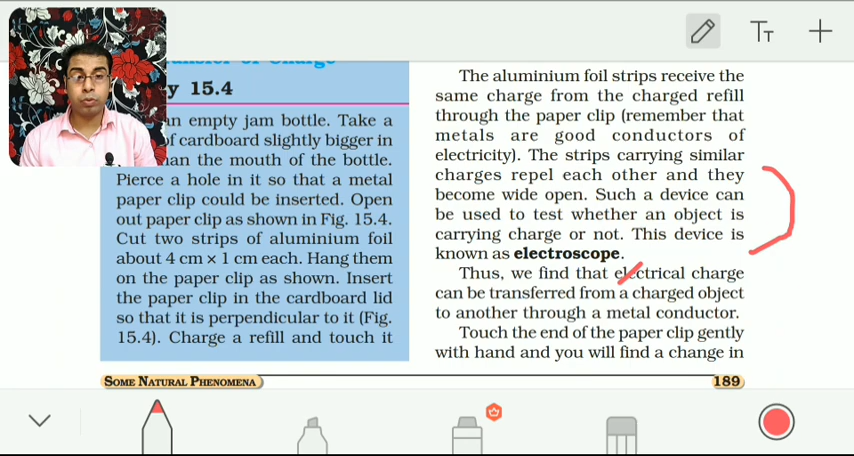 Transfer of Charge
y 15.4
an empty jam bottle. Take a
of cardboard slightly bigger in
han the mouth of the bottle.
Pierce a hole in it so that a metal
paper clip could be inserted. Open
out paper clip as shown in Fig. 15.4.
Cut two strips of aluminium foil
about 4 cm × 1 cm each. Hang them
on the paper clip as shown. Insert
the paper clip in the cardboard lid
so that it is perpendicular to it (Fig.
15.4). Charge a refill and touch it
The aluminium foil strips receive the
same charge from the charged refill
through the paper clip (remember that
metals are good conductors of
electricity). The strips carrying similar
charges repel each other and they
become wide open. Such a device can
be used to test whether an object is
carrying charge or not. This device is
known as electroscope.
Thus, we find that electrical charge
can be transferred from a charged object
to another through a metal conductor.
Touch the end of the paper clip gently
with hand and you will find a change in
SOME NATURAL PHENOMENA
189
TT